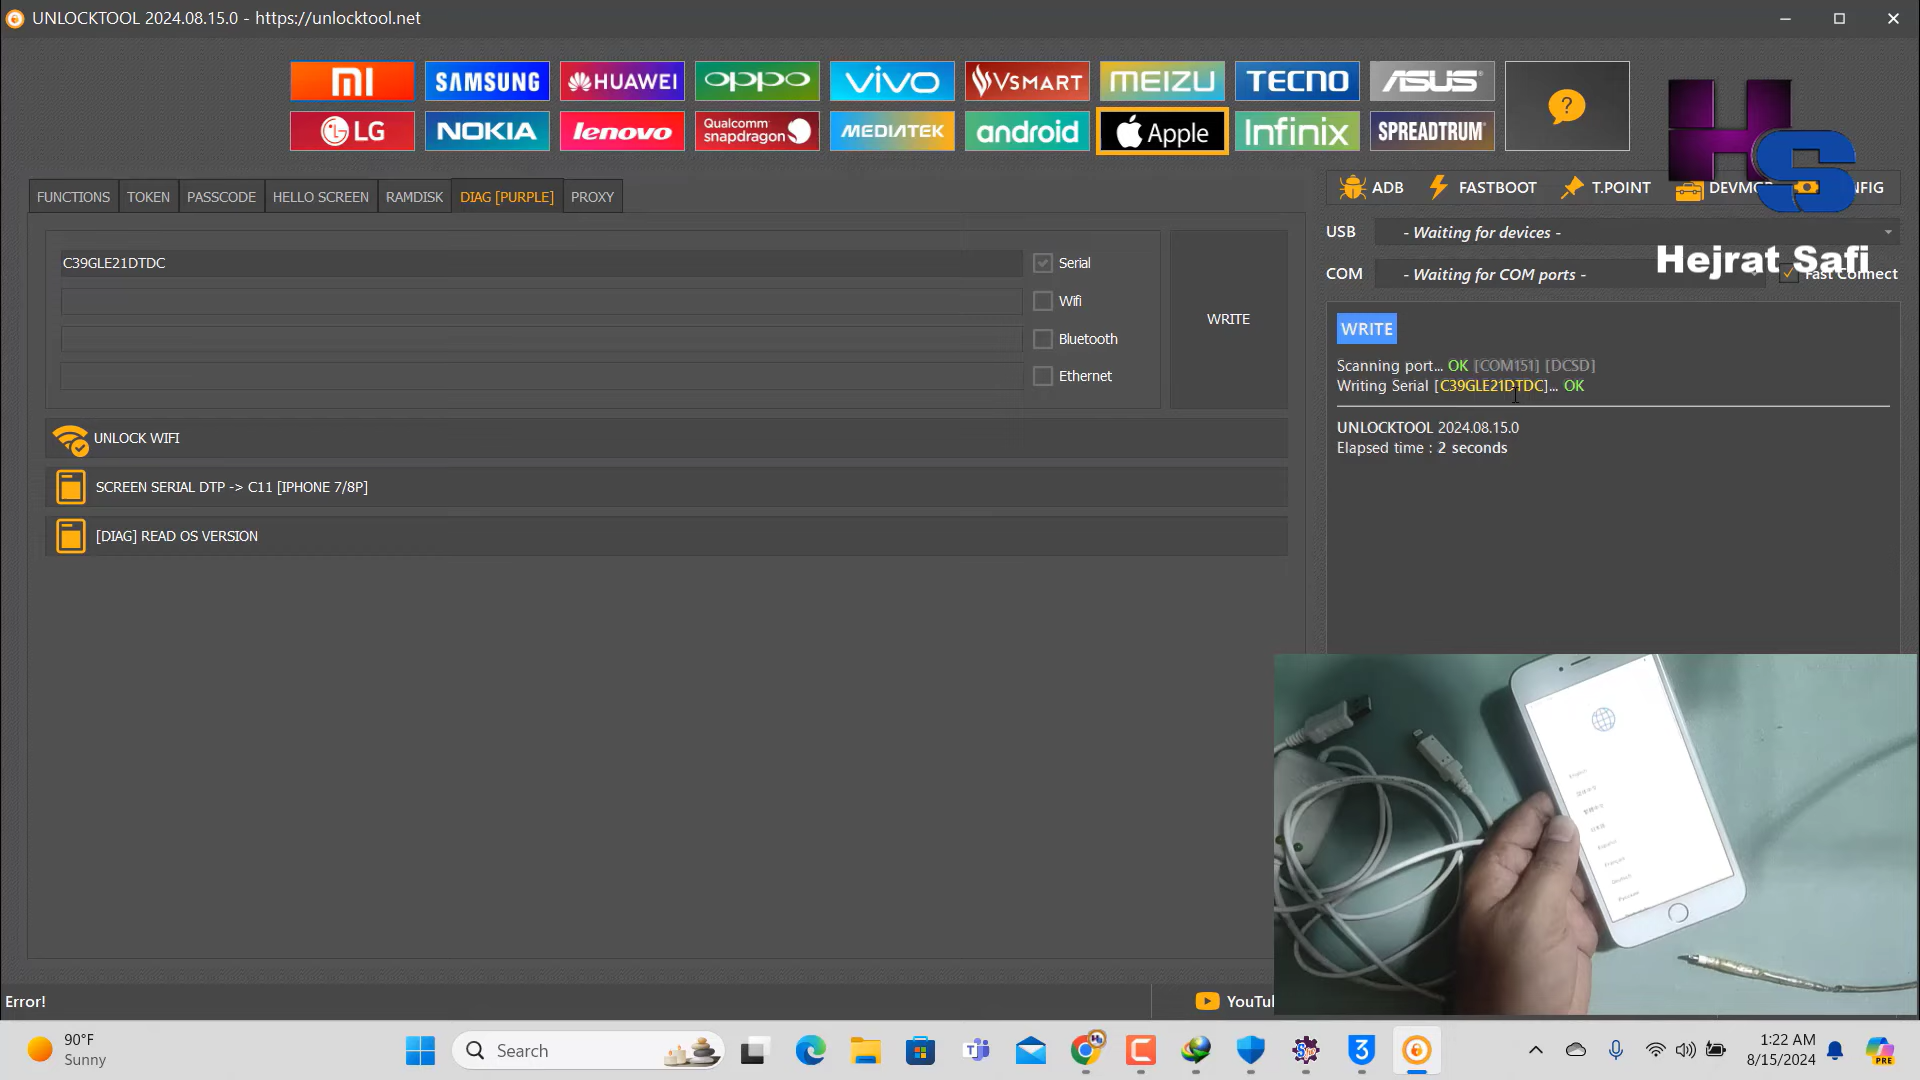 UNLOCKTOOL 2024.08.15.0 - https://unlocktool.net
MI
SAMSUNG
HUAWEI
OPPO
vivo
VSMART
MEIZU
TECNO
ASUS
LG
NOKIA
lenovo
Qualcomm snapdragon
MEDIATEK
android
Apple
Infinix
SPREADTRUM
?
HS
Hejrat Safi
FUNCTIONS
TOKEN
PASSCODE
HELLO SCREEN
RAMDISK
DIAG [PURPLE]
PROXY
ADB
FASTBOOT
T.POINT
USB - Waiting for devices -
COM - Waiting for COM ports -
Fast Connect
C39GLE21DTDC
Serial
Wifi
Bluetooth
Ethernet
WRITE
UNLOCK WIFI
SCREEN SERIAL DTP -> C11 [IPHONE 7/8P]
[DIAG] READ OS VERSION
WRITE
Scanning port... OK [COM151] [DCSD]
Writing Serial [C39GLE21DTDC]... OK
UNLOCKTOOL 2024.08.15.0
Elapsed time : 2 seconds
Error!
90°F
Sunny
Search
1:22 AM
8/15/2024
PRE